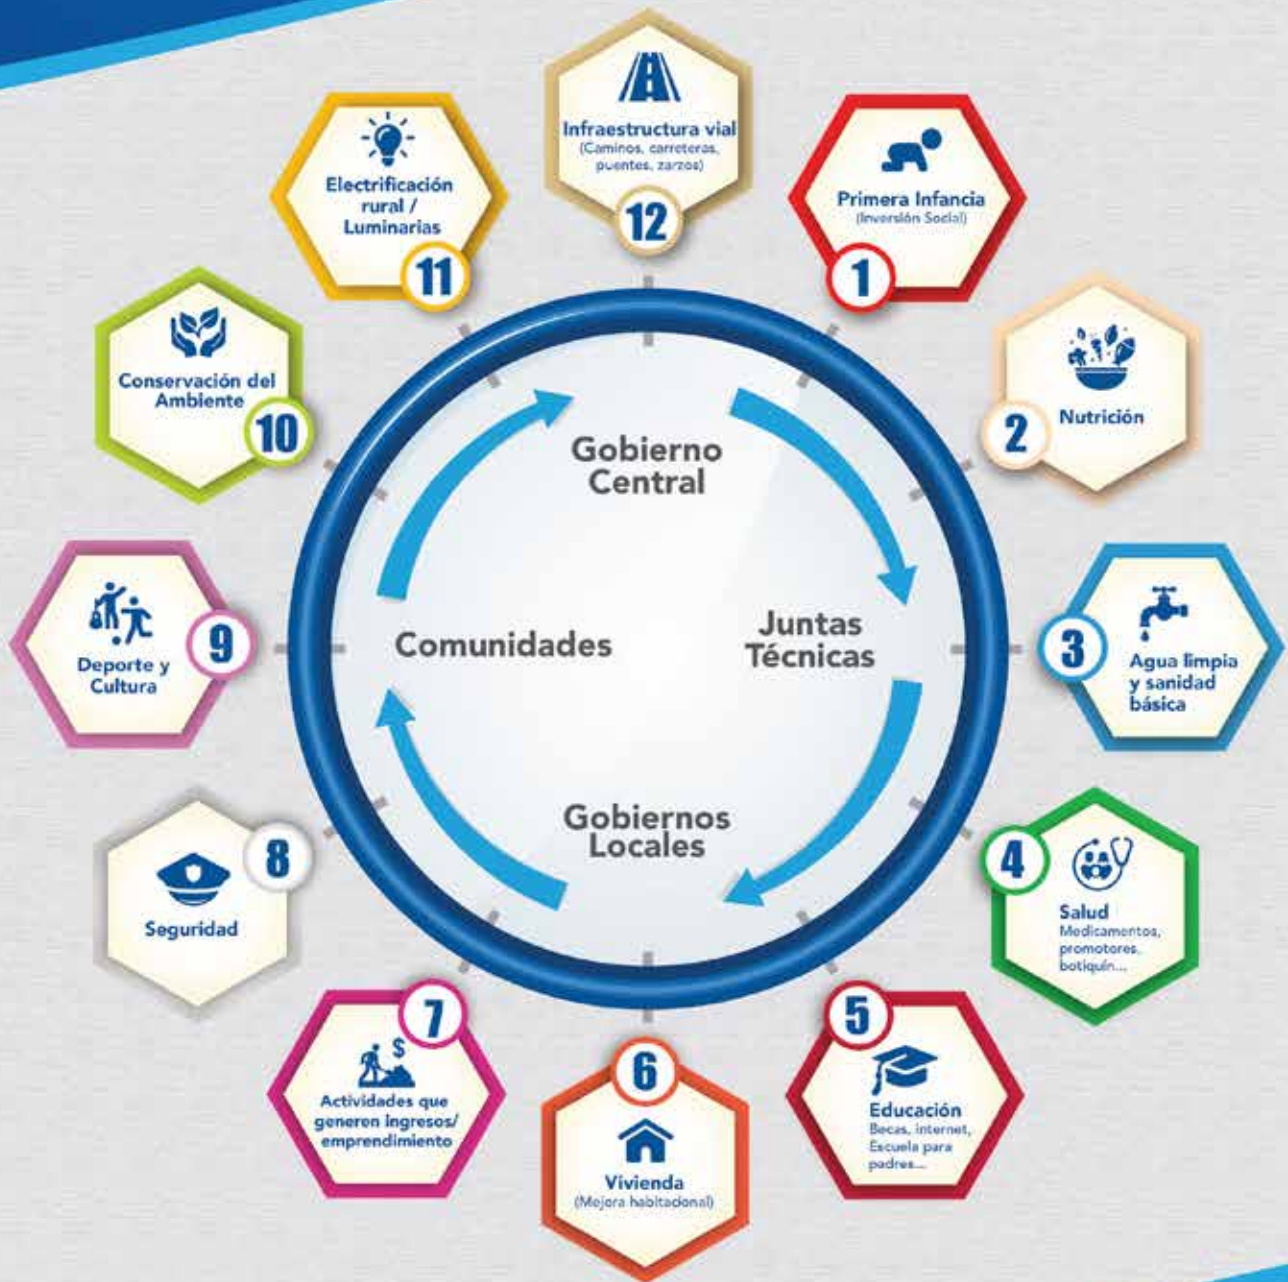 Infraestructura vial
(Caminos, carreteras,
puentes, zarzos)
12
Primera Infancia
(Inversión Social)
1
Nutrición
2
Agua limpia
y sanidad
básica
3
Salud
Medicamentos,
promotores,
botiquín...
4
Educación
Becas, internet,
Escuela para
padres...
5
Vivienda
(Mejora habitacional)
6
$
Actividades que
generen ingresos/
emprendimiento
7
Seguridad
8
Deporte y
Cultura
9
Conservación del
Ambiente
10
Electrificación
rural /
Luminarias
11
Gobierno
Central
Juntas
Técnicas
Gobiernos
Locales
Comunidades